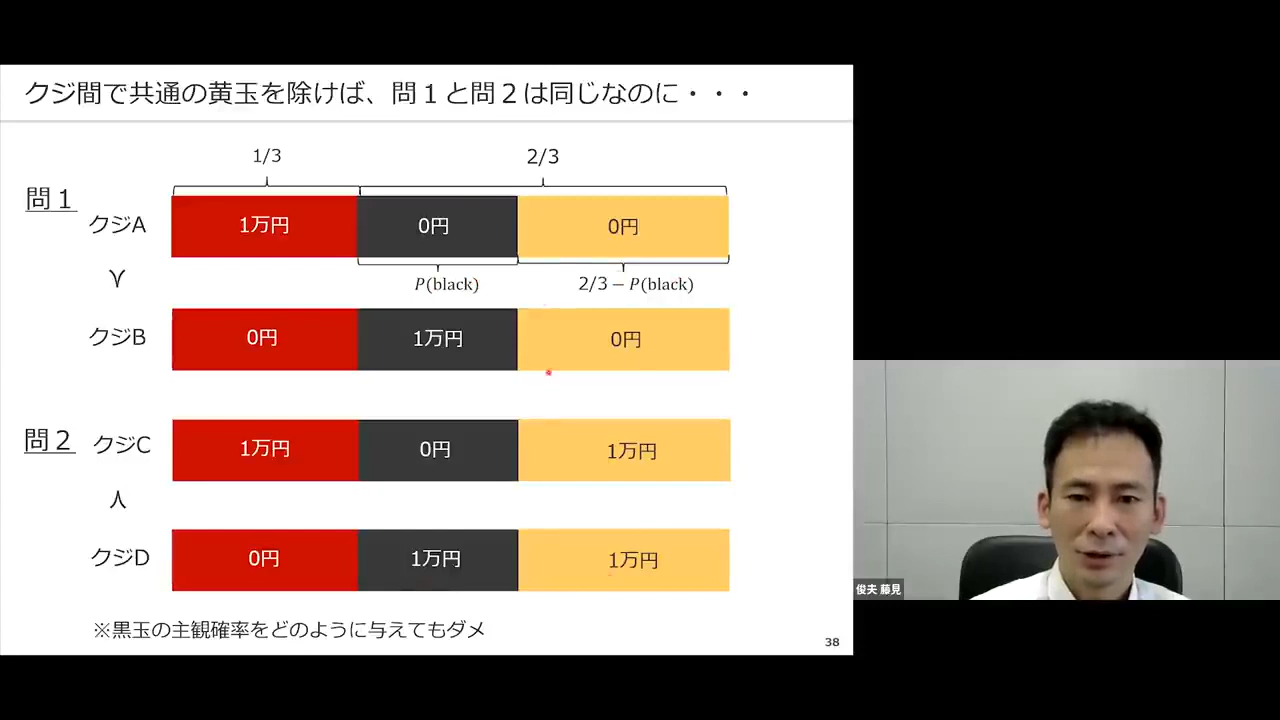 クジ間で共通の黄玉を除けば、問１と問２は同じなのに・・・
1/3
2/3
問１
クジA
1万円
0円
0円
⋎
P(black)
2/3 − P(black)
クジB
0円
1万円
0円
問２
クジC
1万円
0円
1万円
⋏
クジD
0円
1万円
1万円
※黒玉の主観確率をどのように与えてもダメ
38
俊夫 藤見